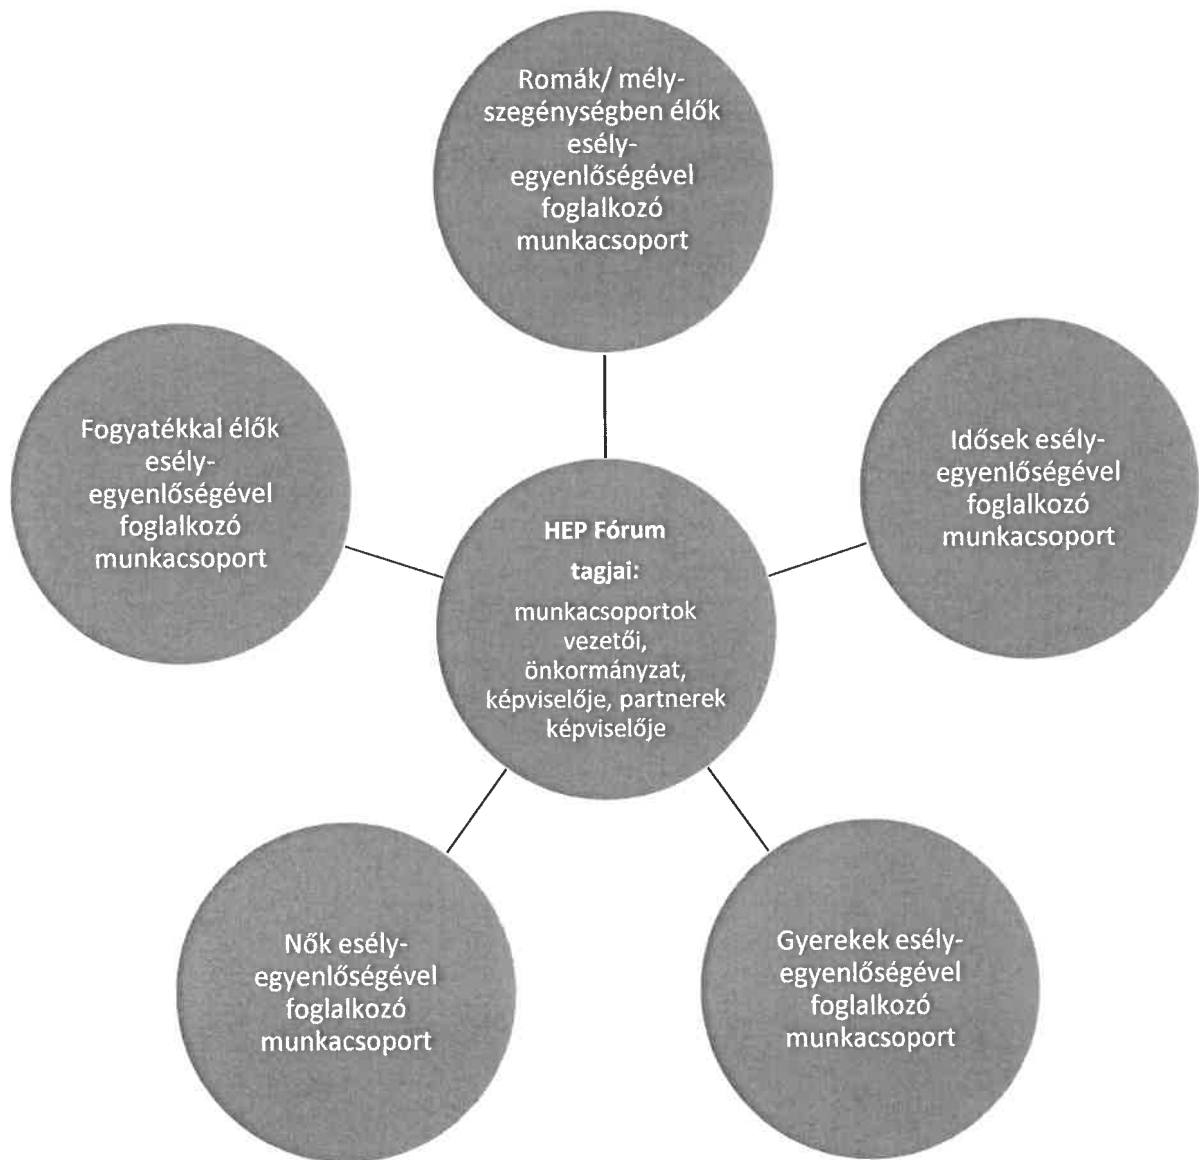 Romák/ mély-
szegénységben élők
esély-
egyenlőségével
foglalkozó
munkacsoport
Fogyatékkal élők
esély-
egyenlőségével
foglalkozó
munkacsoport
Idősek esély-
egyenlőségével
foglalkozó
munkacsoport
HEP Fórum
tagjai:
munkacsoportok
vezetői,
önkormányzat,
képviselője, partnerek
képviselője
Nők esély-
egyenlőségével
foglalkozó
munkacsoport
Gyerekek esély-
egyenlőségével
foglalkozó
munkacsoport